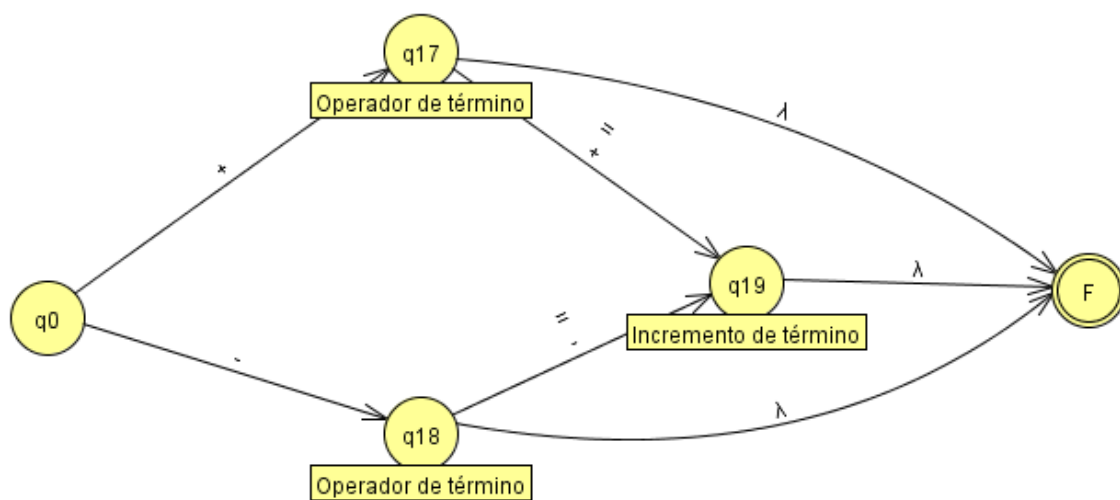 q17
Operador de término
λ
=
+
+
q19
λ
F
q0
Incremento de término
=
-
-
λ
q18
Operador de término